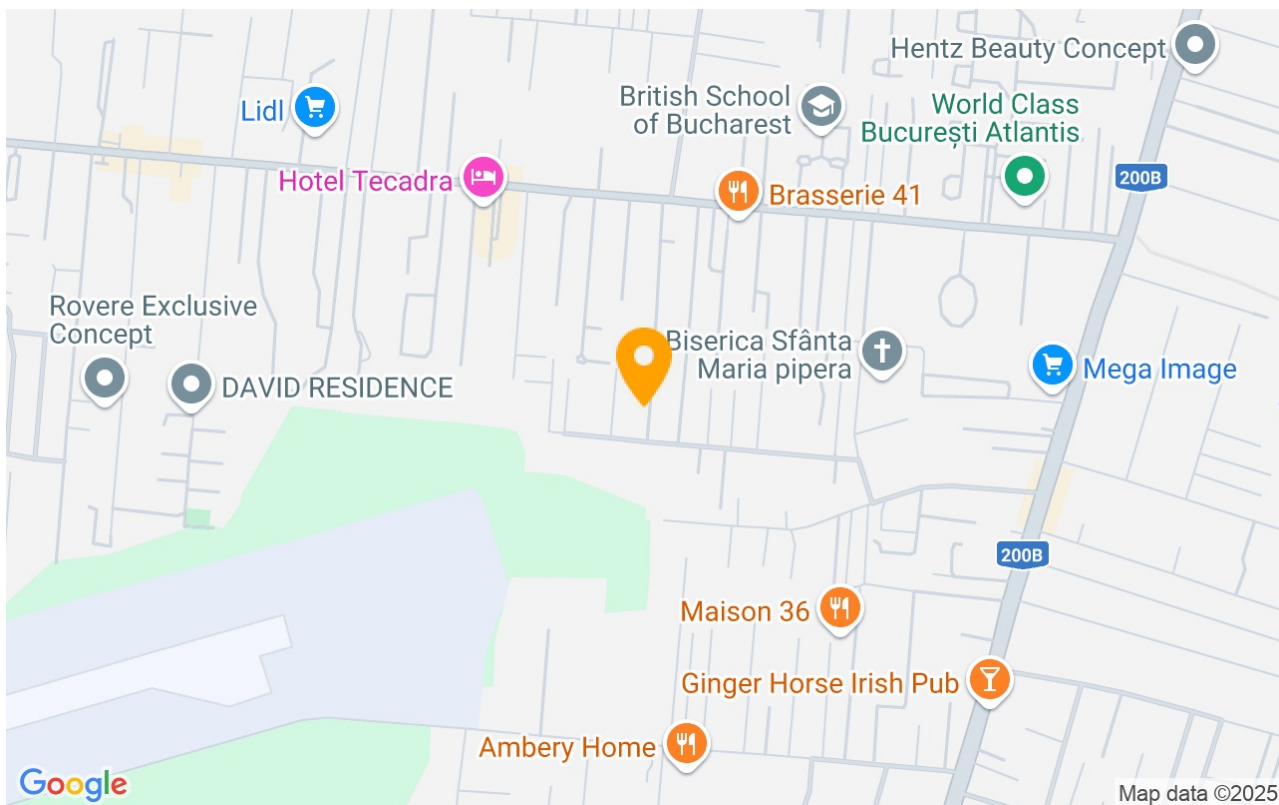 Hentz Beauty Concept
Lidl
British School
of Bucharest
World Class
București Atlantis
Hotel Tecadra
Brasserie 41
200B
Rovere Exclusive
Concept
DAVID RESIDENCE
Biserica Sfânta
Maria pipera
Mega Image
200B
Maison 36
Ginger Horse Irish Pub
Ambery Home
Google
Map data ©2025